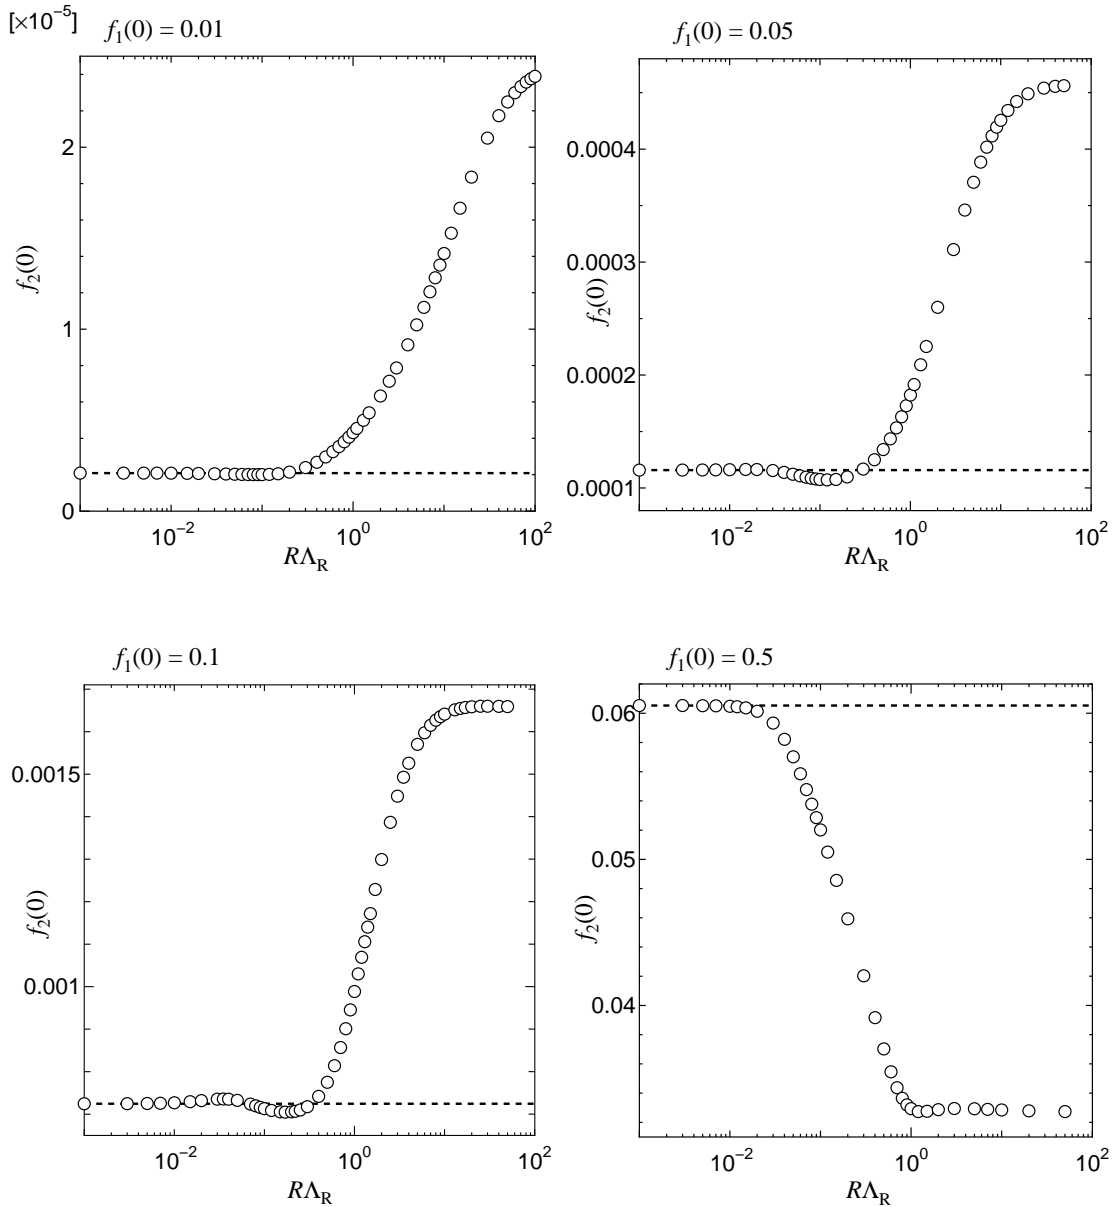 [×10⁻⁵]
f₁(0) = 0.01
2
1
0
f₂(0)
10⁻² 10⁰ 10²
RΛ_R
f₁(0) = 0.05
0.0004
0.0003
0.0002
0.0001
f₂(0)
10⁻² 10⁰ 10²
RΛ_R
f₁(0) = 0.1
0.0015
0.001
f₂(0)
10⁻² 10⁰ 10²
RΛ_R
f₁(0) = 0.5
0.06
0.05
0.04
f₂(0)
10⁻² 10⁰ 10²
RΛ_R